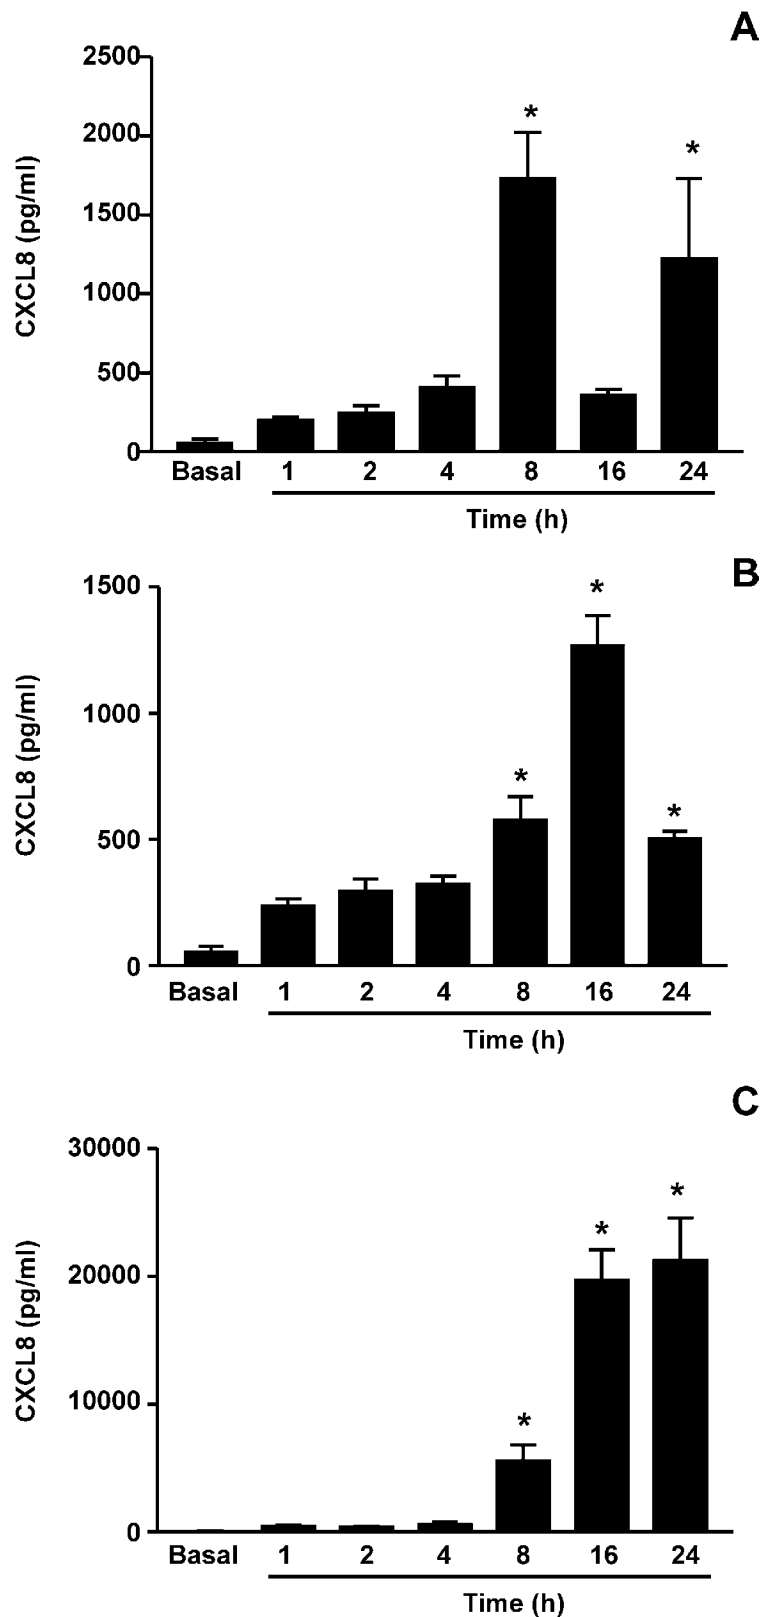 A
2500
2000
1500
1000
500
0
CXCL8 (pg/ml)
* *
Basal 1 2 4 8 16 24
Time (h)
B
1500
1000
500
0
CXCL8 (pg/ml)
* * *
Basal 1 2 4 8 16 24
Time (h)
C
30000
20000
10000
0
CXCL8 (pg/ml)
* * *
Basal 1 2 4 8 16 24
Time (h)